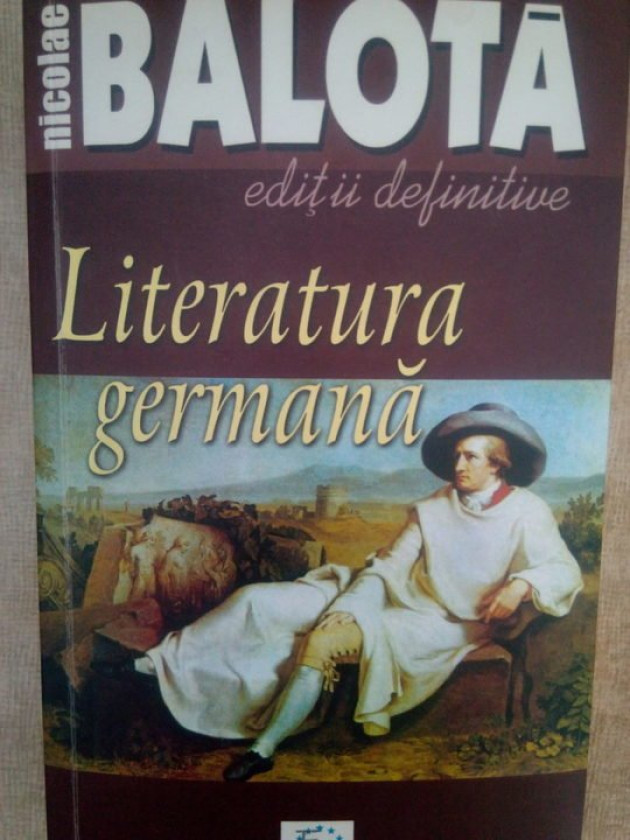 nicolae
BALOTĂ
ediţii definitive
Literatura
germană